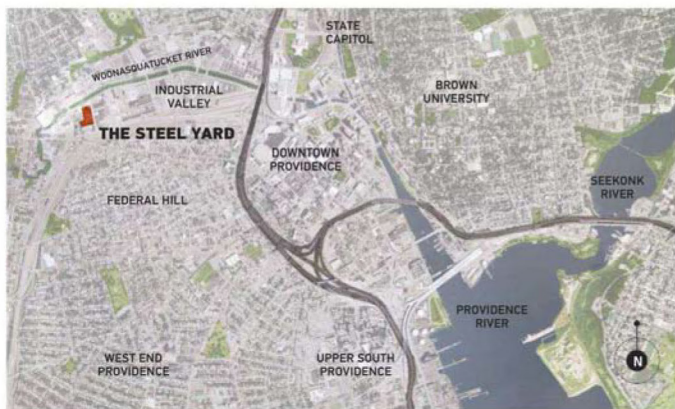 STATE
CAPITOL
WOONASQUATUCKET RIVER
INDUSTRIAL
VALLEY
BROWN
UNIVERSITY
THE STEEL YARD
DOWNTOWN
PROVIDENCE
SEEKONK
RIVER
FEDERAL HILL
PROVIDENCE
RIVER
WEST END
PROVIDENCE
UPPER SOUTH
PROVIDENCE
N